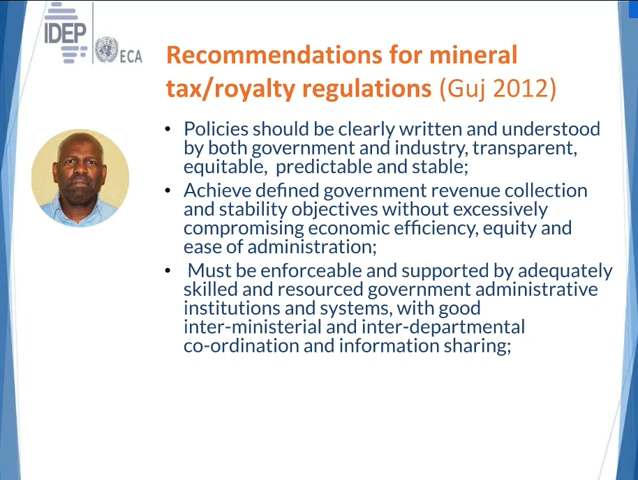 IDEP
ECA
Recommendations for mineral
tax/royalty regulations (Guj 2012)
• Policies should be clearly written and understood
by both government and industry, transparent,
equitable, predictable and stable;
• Achieve defined government revenue collection
and stability objectives without excessively
compromising economic efficiency, equity and
ease of administration;
• Must be enforceable and supported by adequately
skilled and resourced government administrative
institutions and systems, with good
inter-ministerial and inter-departmental
co-ordination and information sharing;